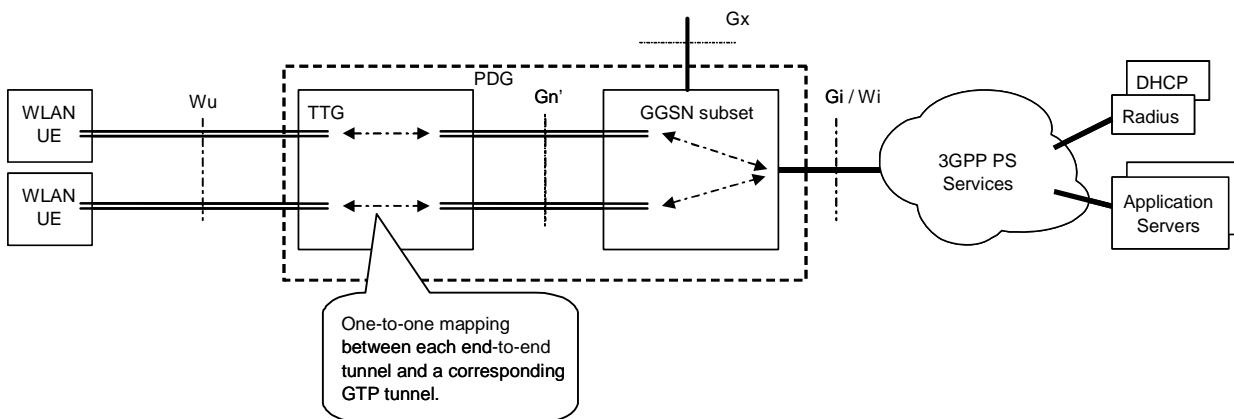 Gx
PDG
WLAN
UE
Wu
TTG
Gn’
GGSN subset
Gi / Wi
DHCP
Radius
WLAN
UE
3GPP PS
Services
Application
Servers
One-to-one mapping
between each end-to-end
tunnel and a corresponding
GTP tunnel.